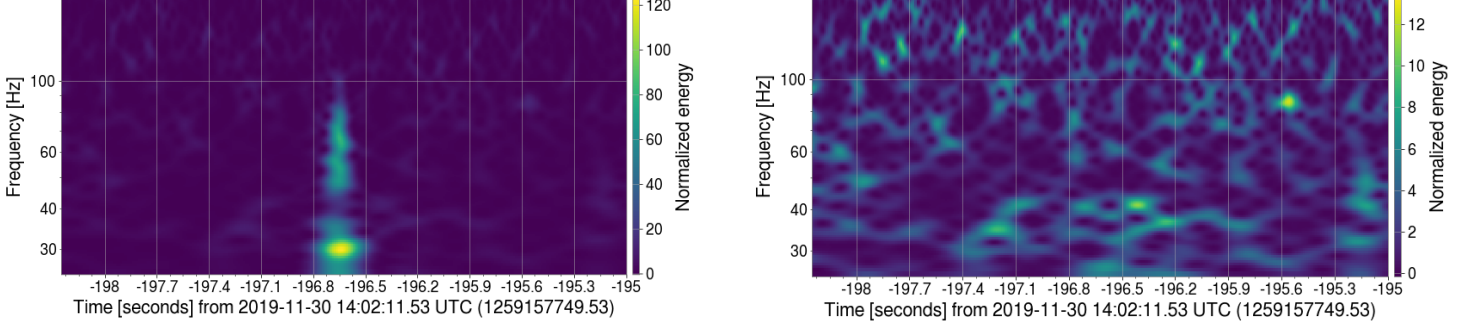 120
100
80
60
40
20
0
Normalized energy
100
60
40
30
Frequency [Hz]
-198 -197.7 -197.4 -197.1 -196.8 -196.5 -196.2 -195.9 -195.6 -195.3 -195
Time [seconds] from 2019-11-30 14:02:11.53 UTC (1259157749.53)
12
10
8
6
4
2
0
Normalized energy
100
60
40
30
Frequency [Hz]
-198 -197.7 -197.4 -197.1 -196.8 -196.5 -196.2 -195.9 -195.6 -195.3 -195
Time [seconds] from 2019-11-30 14:02:11.53 UTC (1259157749.53)